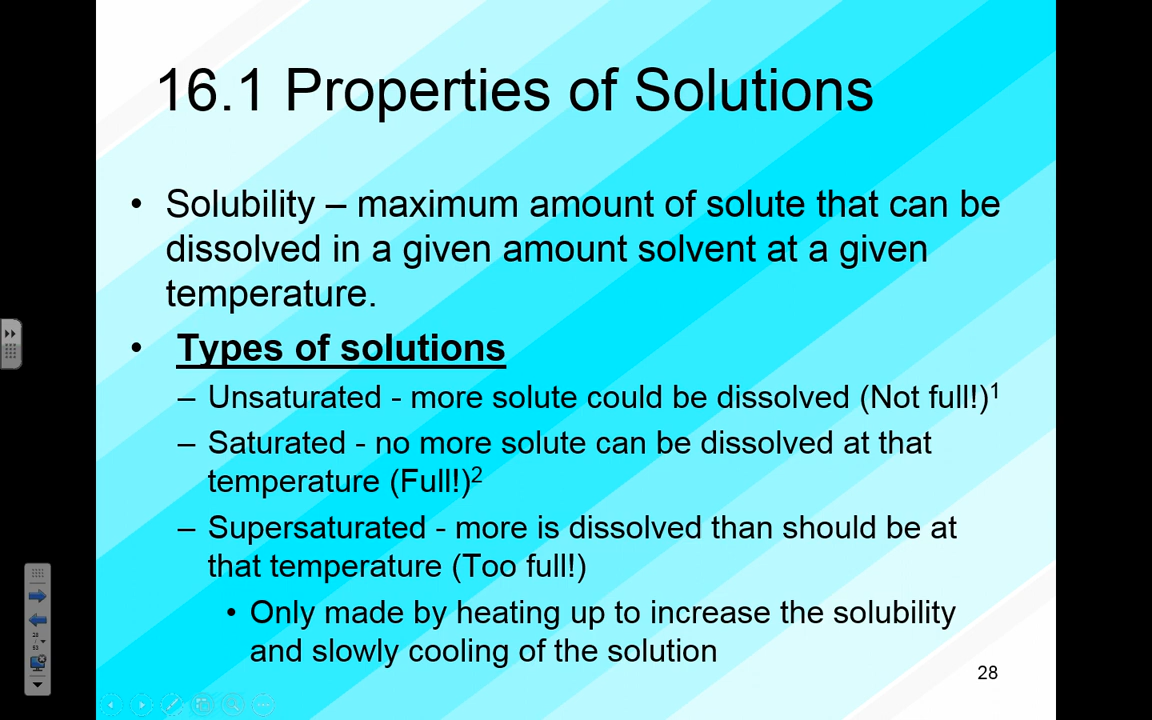 16.1 Properties of Solutions
• Solubility – maximum amount of solute that can be
dissolved in a given amount solvent at a given
temperature.
• Types of solutions
– Unsaturated - more solute could be dissolved (Not full!)1
– Saturated - no more solute can be dissolved at that
temperature (Full!)2
– Supersaturated - more is dissolved than should be at
that temperature (Too full!)
• Only made by heating up to increase the solubility
and slowly cooling of the solution
28